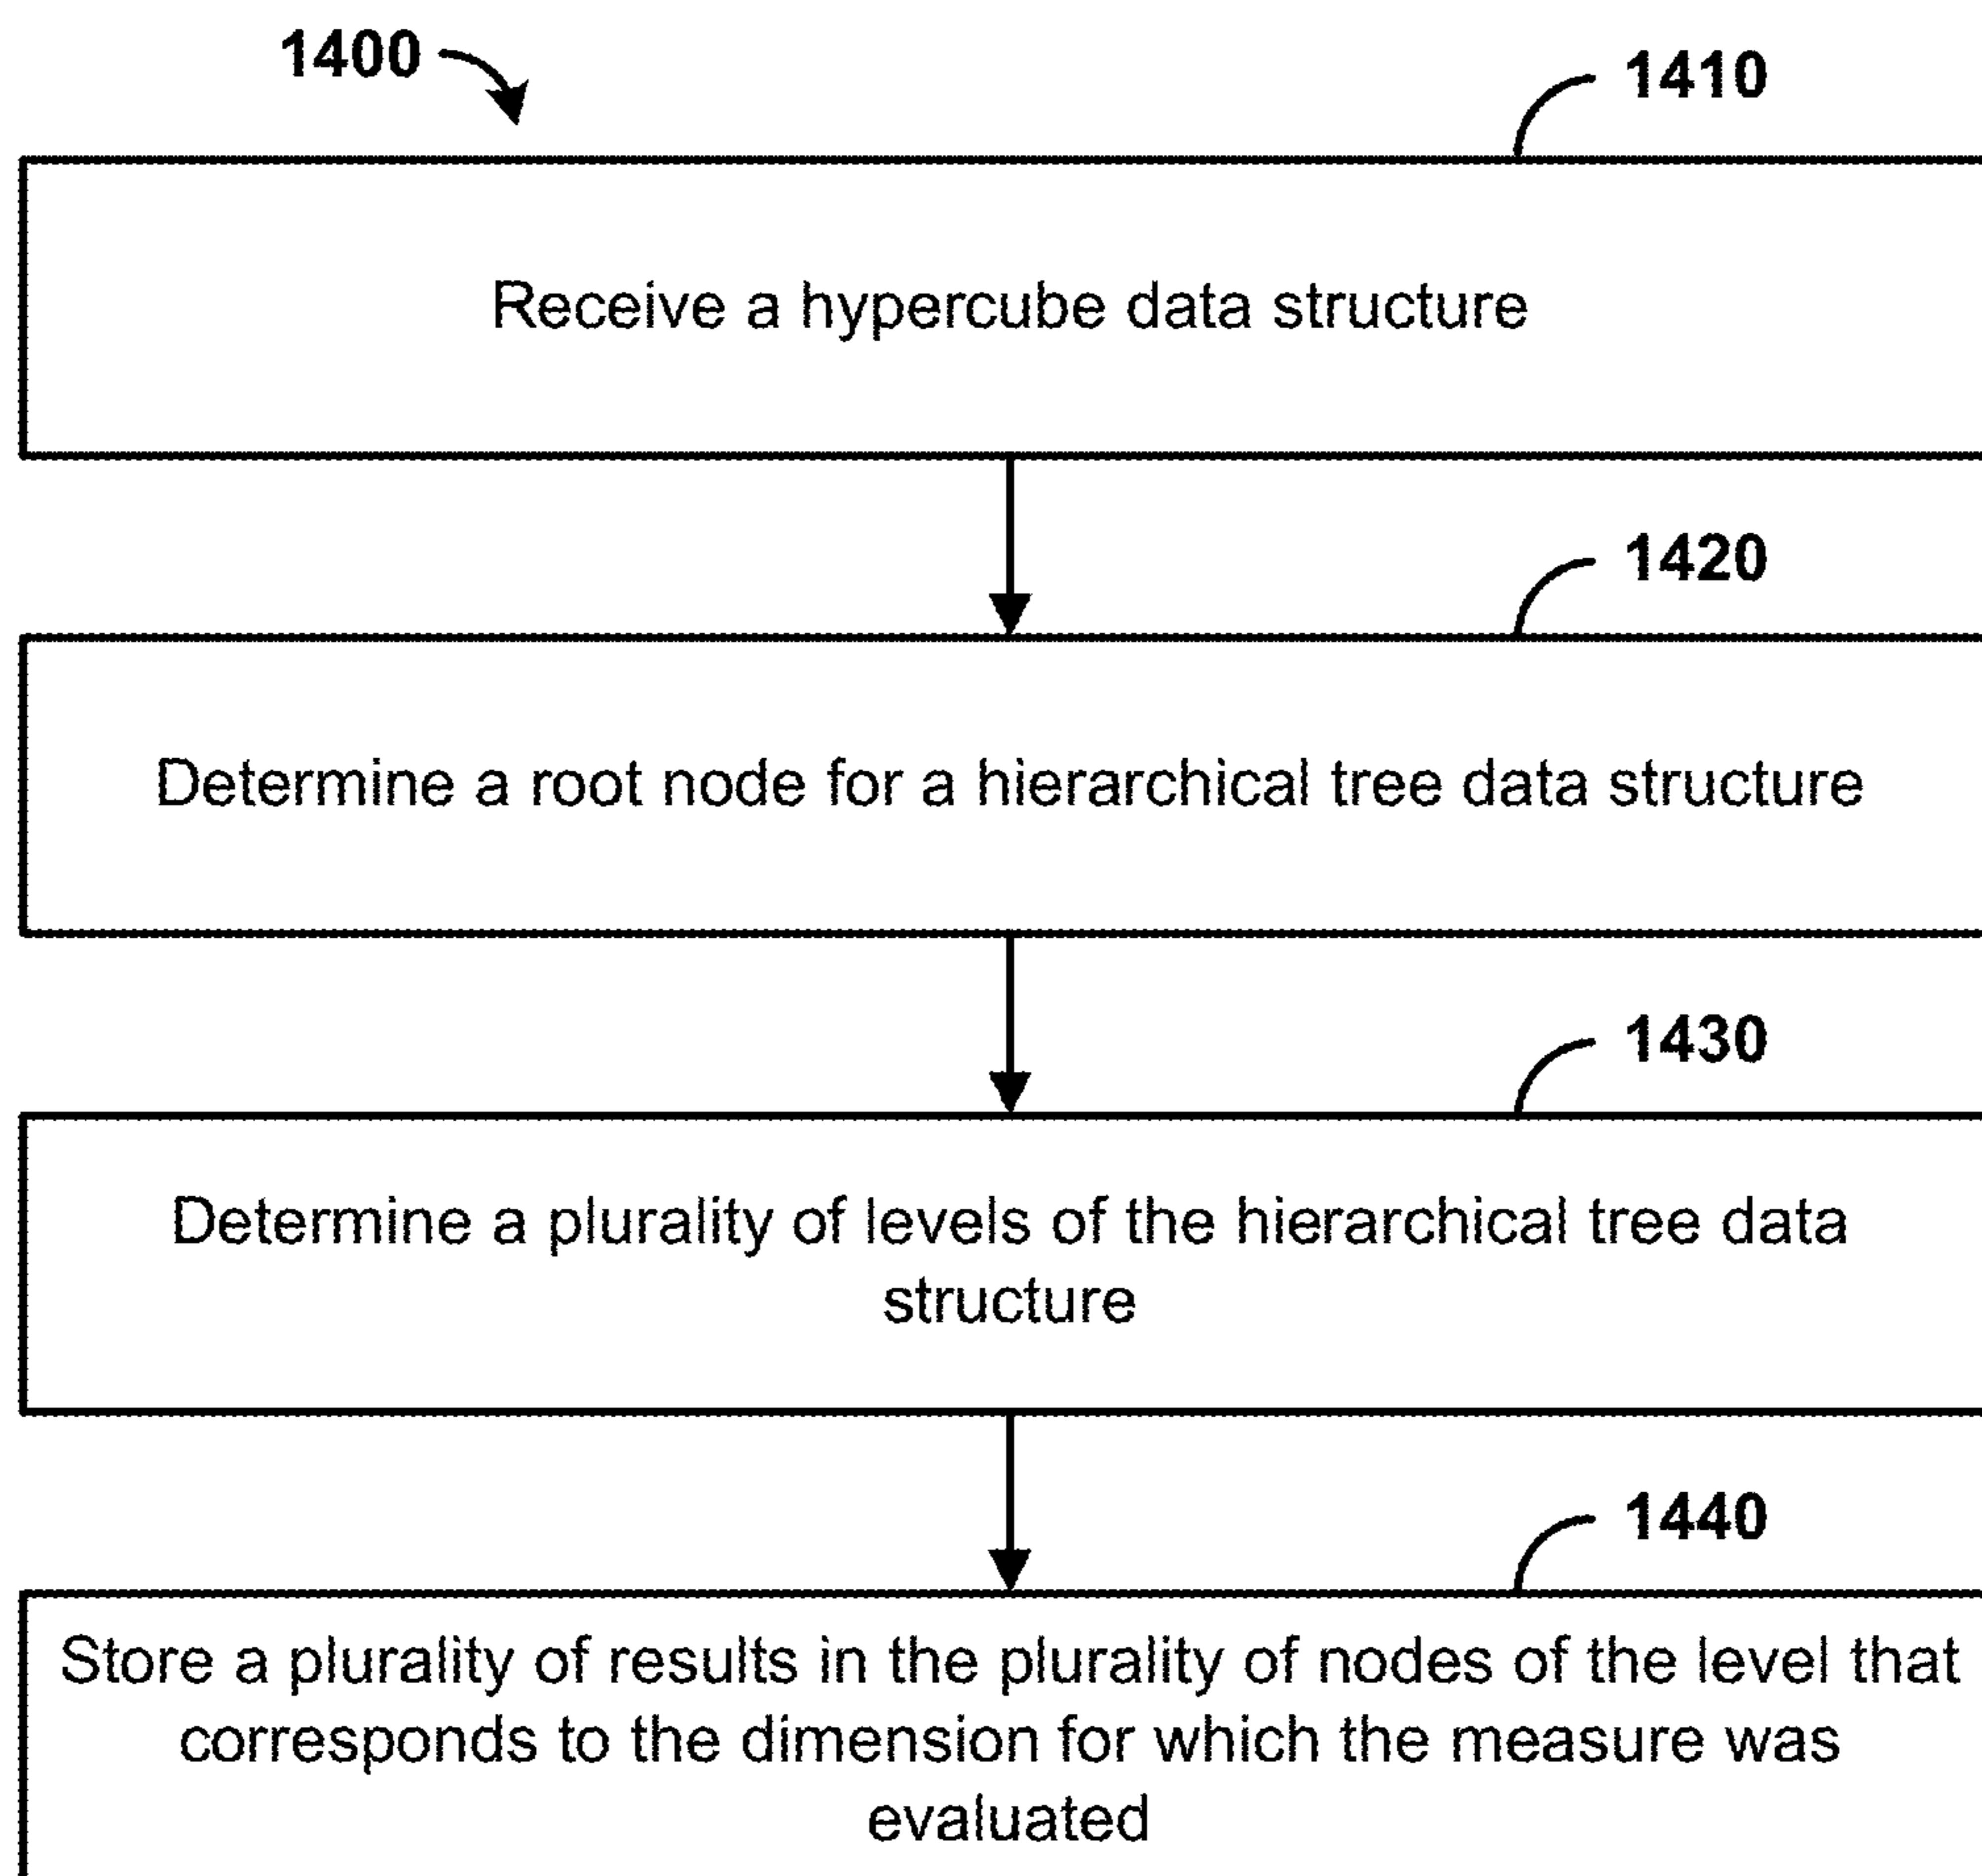 1400
1410
Receive a hypercube data structure
1420
Determine a root node for a hierarchical tree data structure
1430
Determine a plurality of levels of the hierarchical tree data
structure
1440
Store a plurality of results in the plurality of nodes of the level that
corresponds to the dimension for which the measure was
evaluated